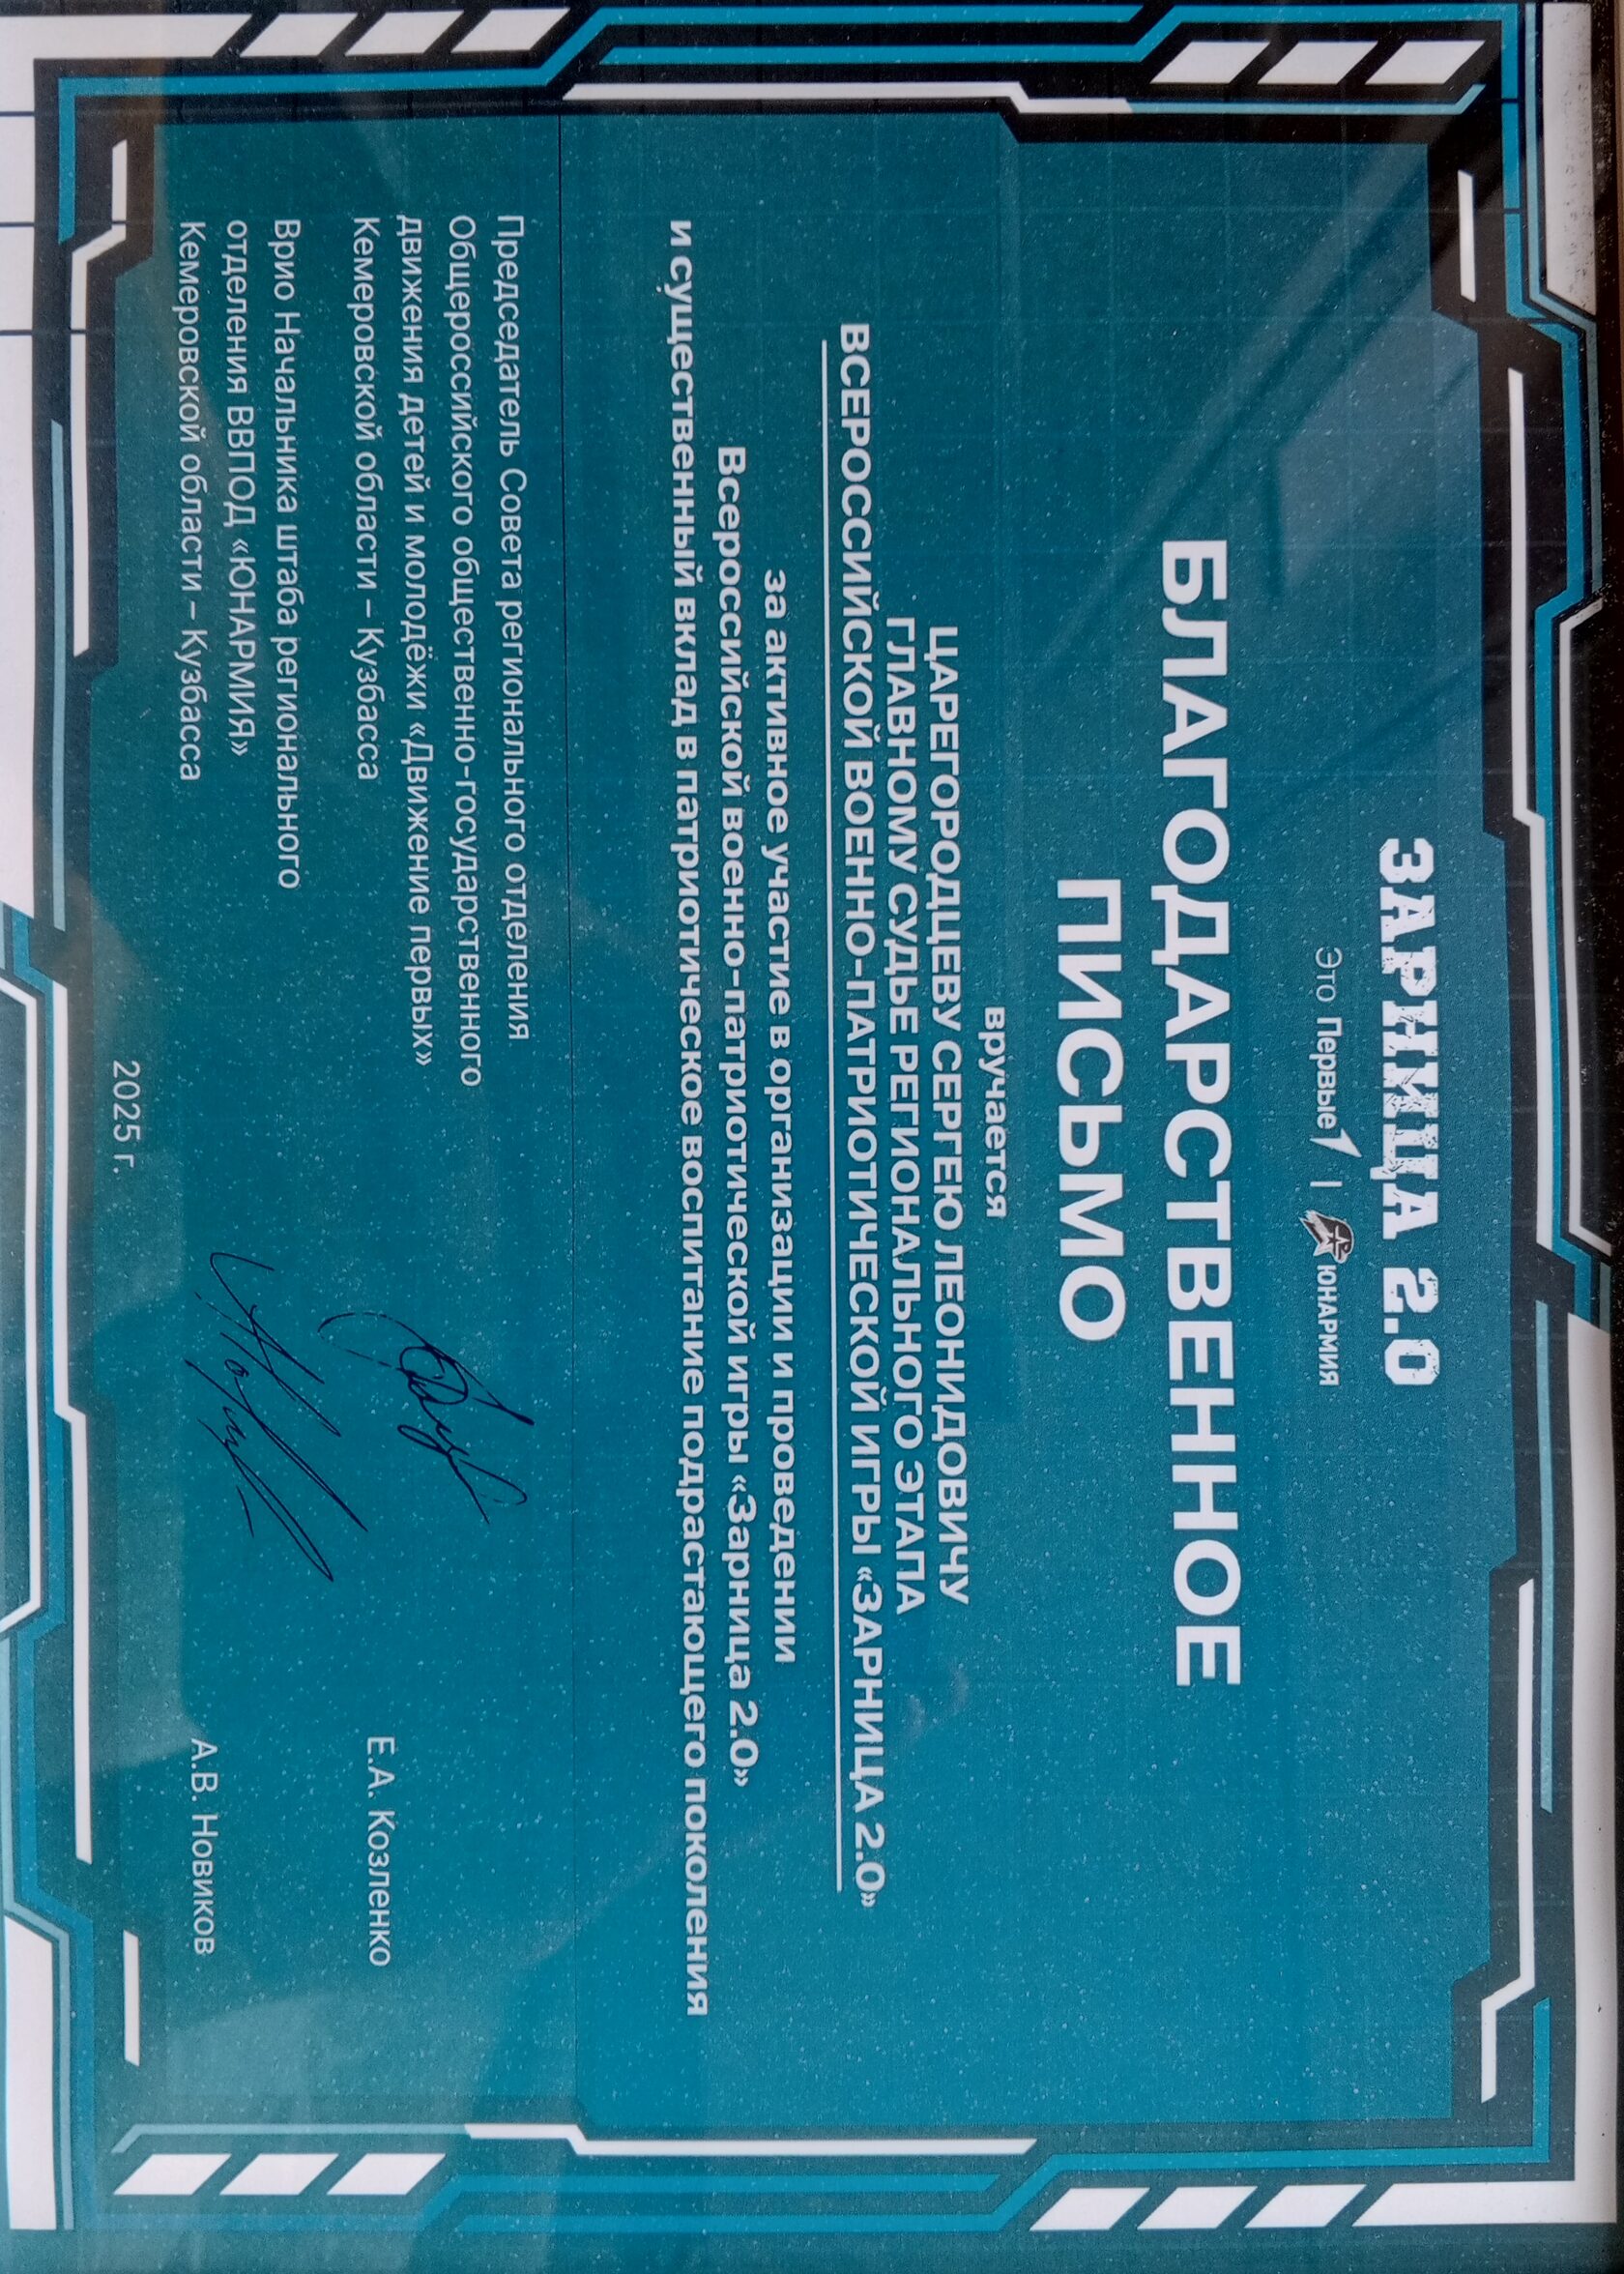 ЗАРНИЦА 2.0
Это Первые | ЮНАРМИЯ
БЛАГОДАРСТВЕННОЕ
ПИСЬМО
вручается
ЦАРЕГОРОДЦЕВУ СЕРГЕЮ ЛЕОНИДОВИЧУ
ГЛАВНОМУ СУДЬЕ РЕГИОНАЛЬНОГО ЭТАПА
ВСЕРОССИЙСКОЙ ВОЕННО-ПАТРИОТИЧЕСКОЙ ИГРЫ «ЗАРНИЦА 2.0»
за активное участие в организации и проведении
Всероссийской военно-патриотической игры «Зарница 2.0»
и существенный вклад в патриотическое воспитание подрастающего поколения
Председатель Совета регионального отделения
Общероссийского общественно-государственного
движения детей и молодёжи «Движение первых»
Кемеровской области – Кузбасса
Е.А. Козленко
Врио Начальника штаба регионального
отделения ВВПОД «ЮНАРМИЯ»
Кемеровской области – Кузбасса
А.В. Новиков
2025 г.